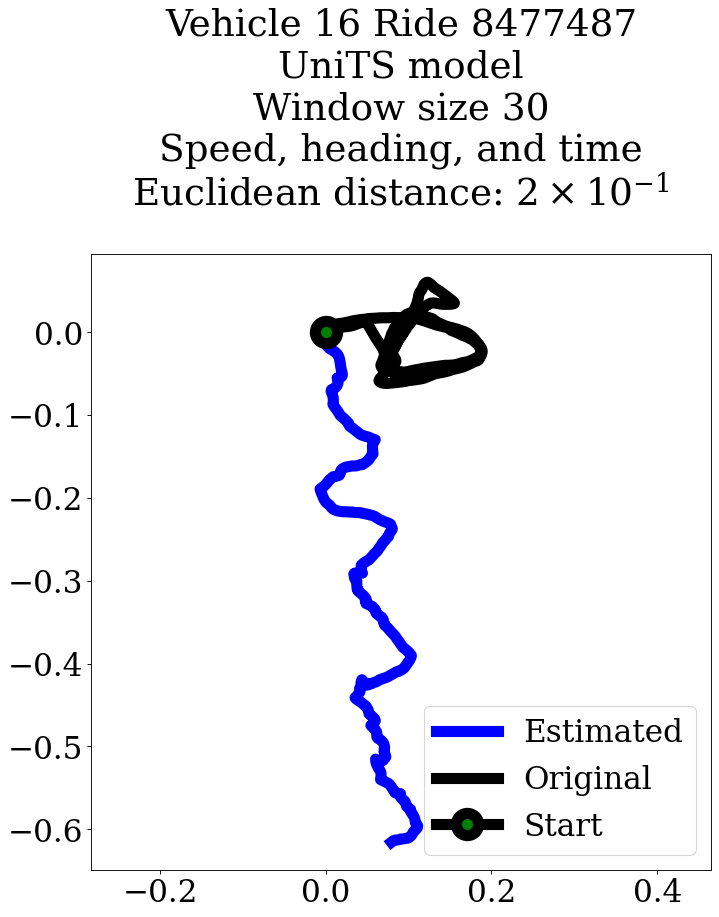 Vehicle 16 Ride 8477487
UniTS model
Window size 30
Speed, heading, and time
Euclidean distance: 2 × 10⁻¹
0.0
−0.1
−0.2
−0.3
−0.4
−0.5
−0.6
Estimated
Original
Start
−0.2 0.0 0.2 0.4